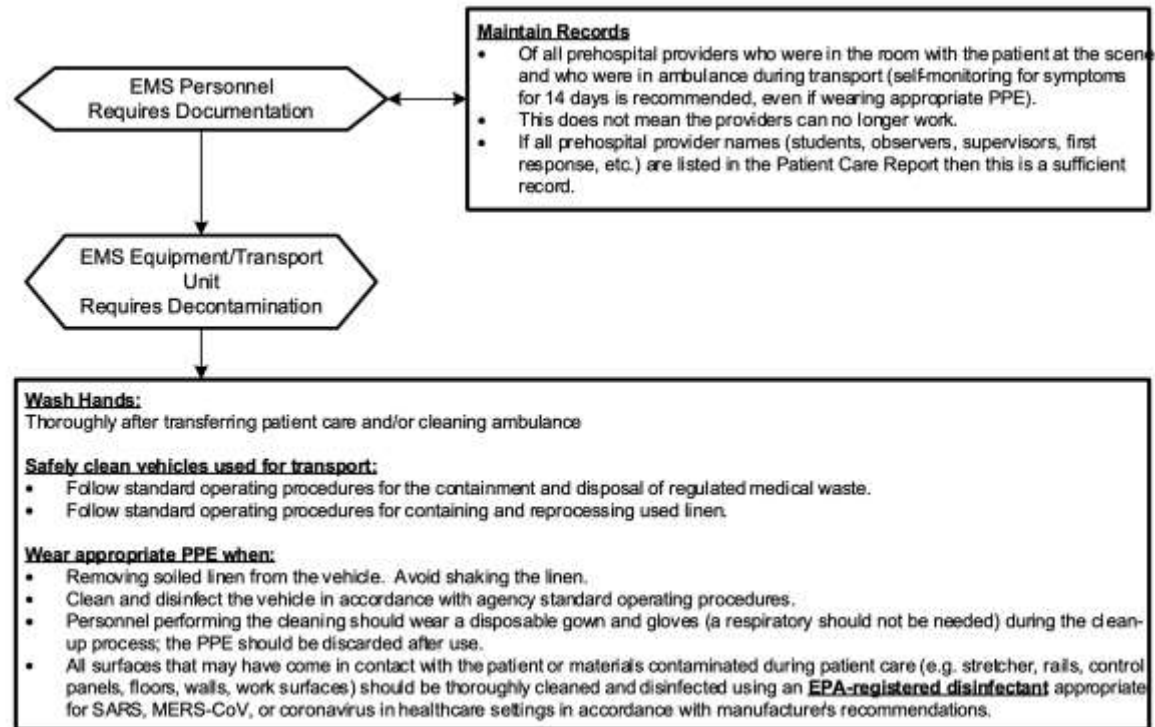 EMS Personnel
Requires Documentation
Maintain Records
• Of all prehospital providers who were in the room with the patient at the scene
and who were in ambulance during transport (self-monitoring for symptoms
for 14 days is recommended, even if wearing appropriate PPE).
• This does not mean the providers can no longer work.
• If all prehospital provider names (students, observers, supervisors, first
response, etc.) are listed in the Patient Care Report then this is a sufficient
record.
EMS Equipment/Transport
Unit
Requires Decontamination
Wash Hands:
Thoroughly after transferring patient care and/or cleaning ambulance
Safely clean vehicles used for transport:
• Follow standard operating procedures for the containment and disposal of regulated medical waste.
• Follow standard operating procedures for containing and reprocessing used linen.
Wear appropriate PPE when:
• Removing soiled linen from the vehicle. Avoid shaking the linen.
• Clean and disinfect the vehicle in accordance with agency standard operating procedures.
• Personnel performing the cleaning should wear a disposable gown and gloves (a respiratory should not be needed) during the clean-
up process; the PPE should be discarded after use.
• All surfaces that may have come in contact with the patient or materials contaminated during patient care (e.g. stretcher, rails, control
panels, floors, walls, work surfaces) should be thoroughly cleaned and disinfected using an EPA-registered disinfectant appropriate
for SARS, MERS-CoV, or coronavirus in healthcare settings in accordance with manufacturer's recommendations.